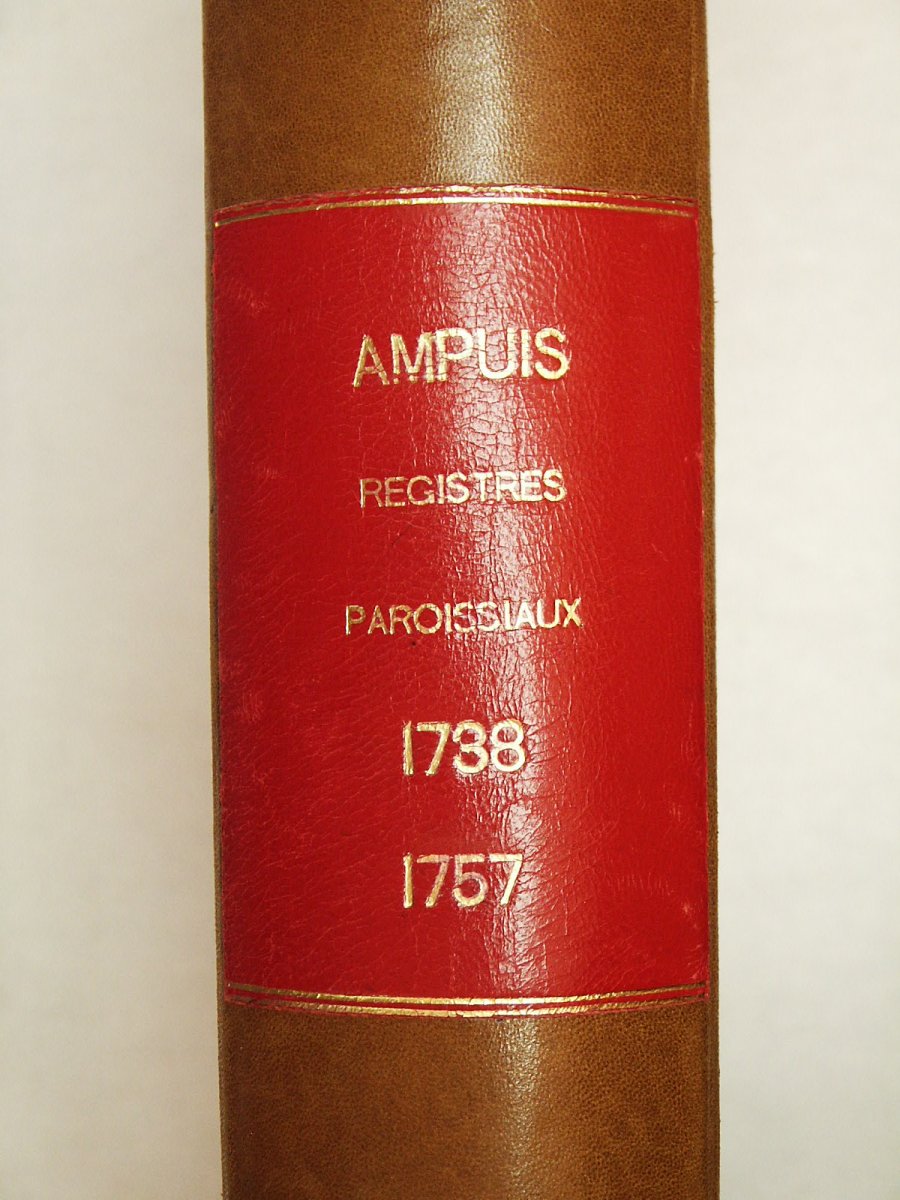 AMPUIS
REGISTRES
PAROISSIAUX
1738
1757